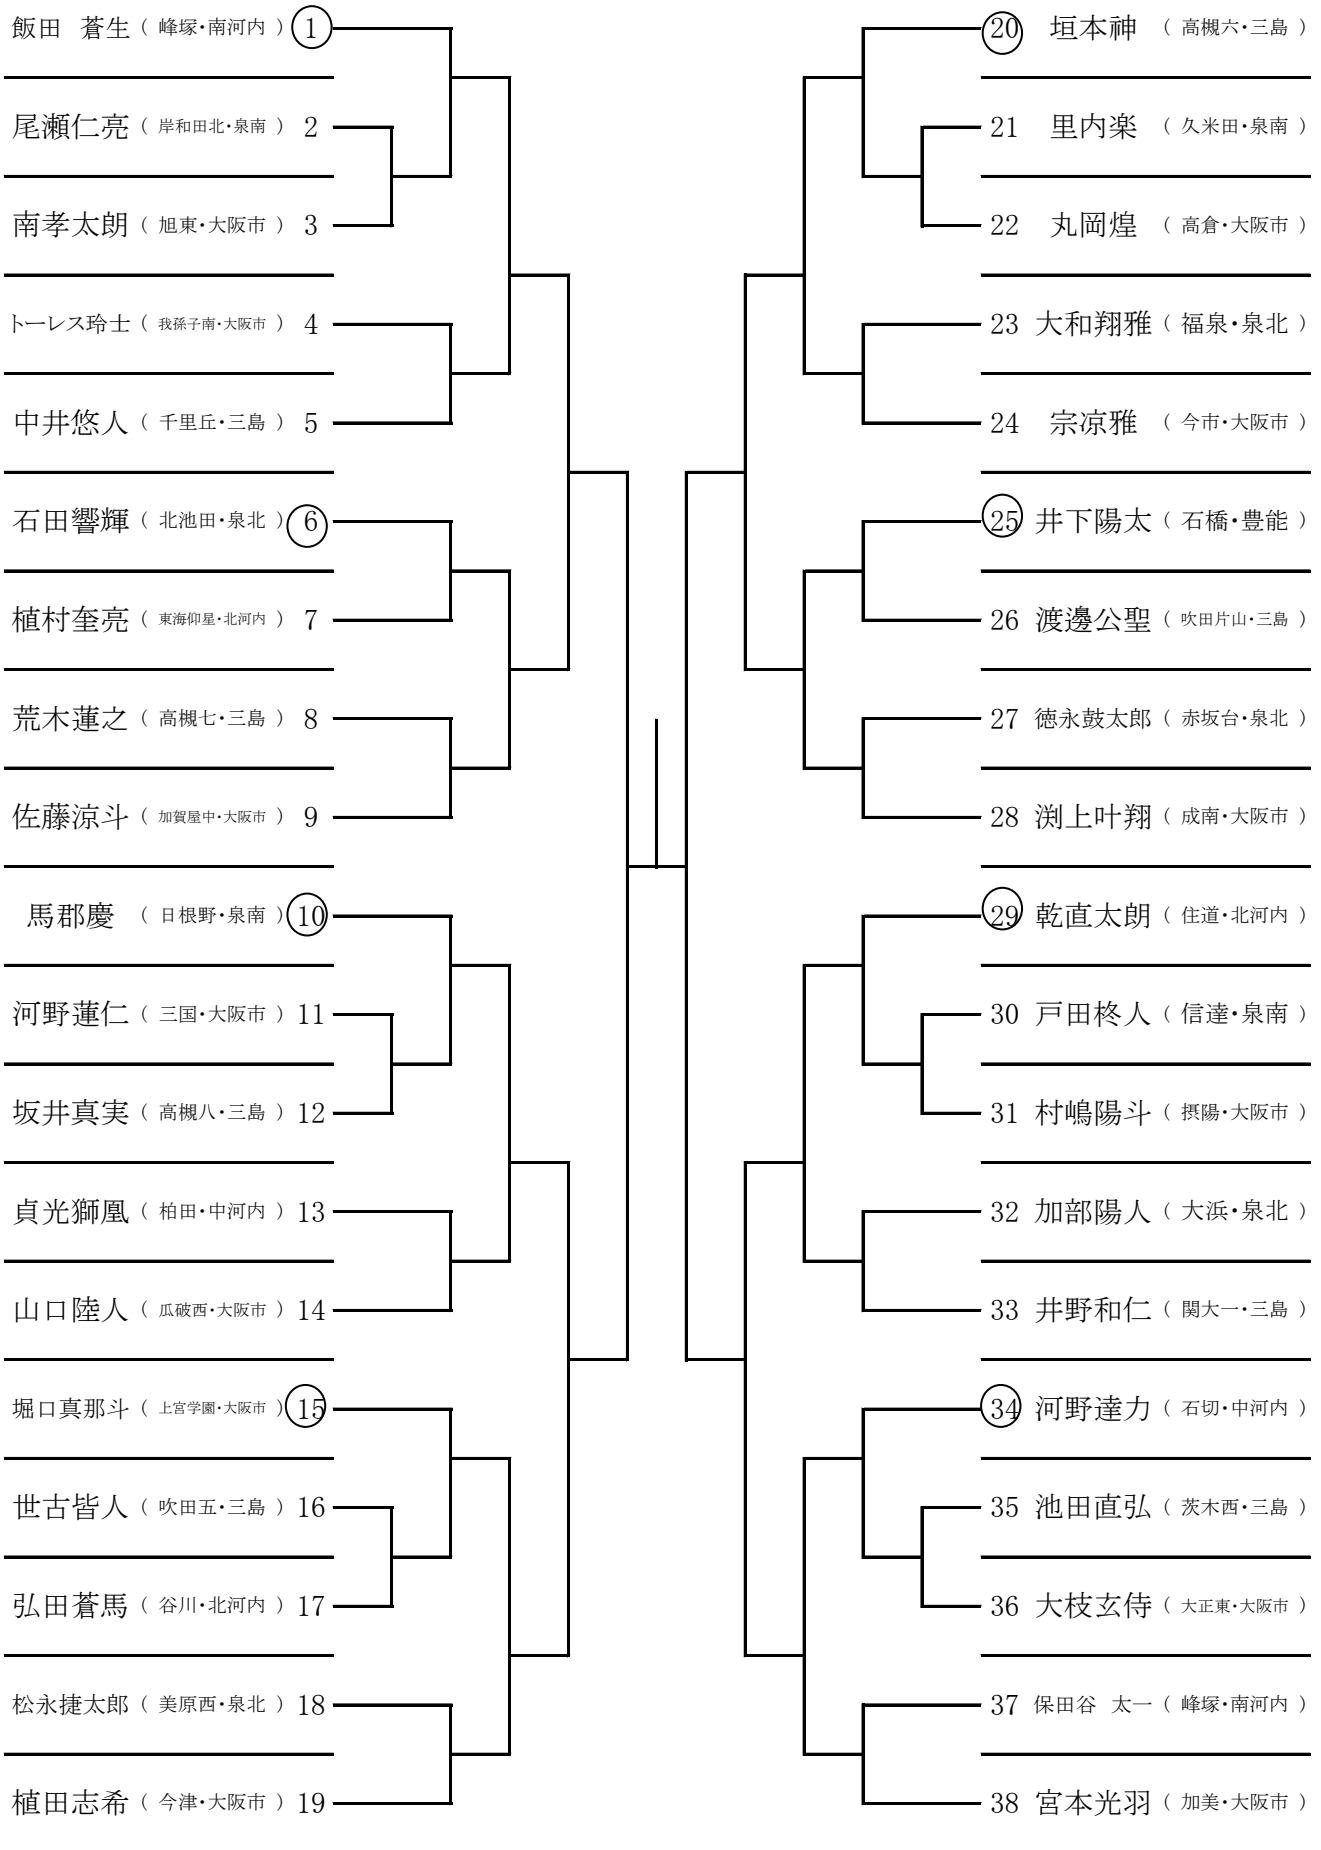 飯田 蒼生 ( 峰塚・南河内 ) 1
尾瀬仁亮 ( 岸和田北・泉南 ) 2
南孝太朗 ( 旭東・大阪市 ) 3
トーレス玲士 ( 我孫子南・大阪市 ) 4
中井悠人 ( 千里丘・三島 ) 5
石田響輝 ( 北池田・泉北 ) 6
植村奎亮 ( 東海仰星・北河内 ) 7
荒木蓮之 ( 高槻七・三島 ) 8
佐藤涼斗 ( 加賀屋中・大阪市 ) 9
馬郡慶 ( 日根野・泉南 ) 10
河野蓮仁 ( 三国・大阪市 ) 11
坂井真実 ( 高槻八・三島 ) 12
貞光獅凰 ( 柏田・中河内 ) 13
山口陸人 ( 瓜破西・大阪市 ) 14
堀口真那斗 ( 上宮学園・大阪市 ) 15
世古皆人 ( 吹田五・三島 ) 16
弘田蒼馬 ( 谷川・北河内 ) 17
松永捷太郎 ( 美原西・泉北 ) 18
植田志希 ( 今津・大阪市 ) 19
20 垣本神 ( 高槻六・三島 )
21 里内楽 ( 久米田・泉南 )
22 丸岡煌 ( 高倉・大阪市 )
23 大和翔雅 ( 福泉・泉北 )
24 宗凉雅 ( 今市・大阪市 )
25 井下陽太 ( 石橋・豊能 )
26 渡邊公聖 ( 吹田片山・三島 )
27 徳永鼓太郎 ( 赤坂台・泉北 )
28 渕上叶翔 ( 成南・大阪市 )
29 乾直太朗 ( 住道・北河内 )
30 戸田柊人 ( 信達・泉南 )
31 村嶋陽斗 ( 摂陽・大阪市 )
32 加部陽人 ( 大浜・泉北 )
33 井野和仁 ( 関大一・三島 )
34 河野達力 ( 石切・中河内 )
35 池田直弘 ( 茨木西・三島 )
36 大枝玄侍 ( 大正東・大阪市 )
37 保田谷 太一 ( 峰塚・南河内 )
38 宮本光羽 ( 加美・大阪市 )